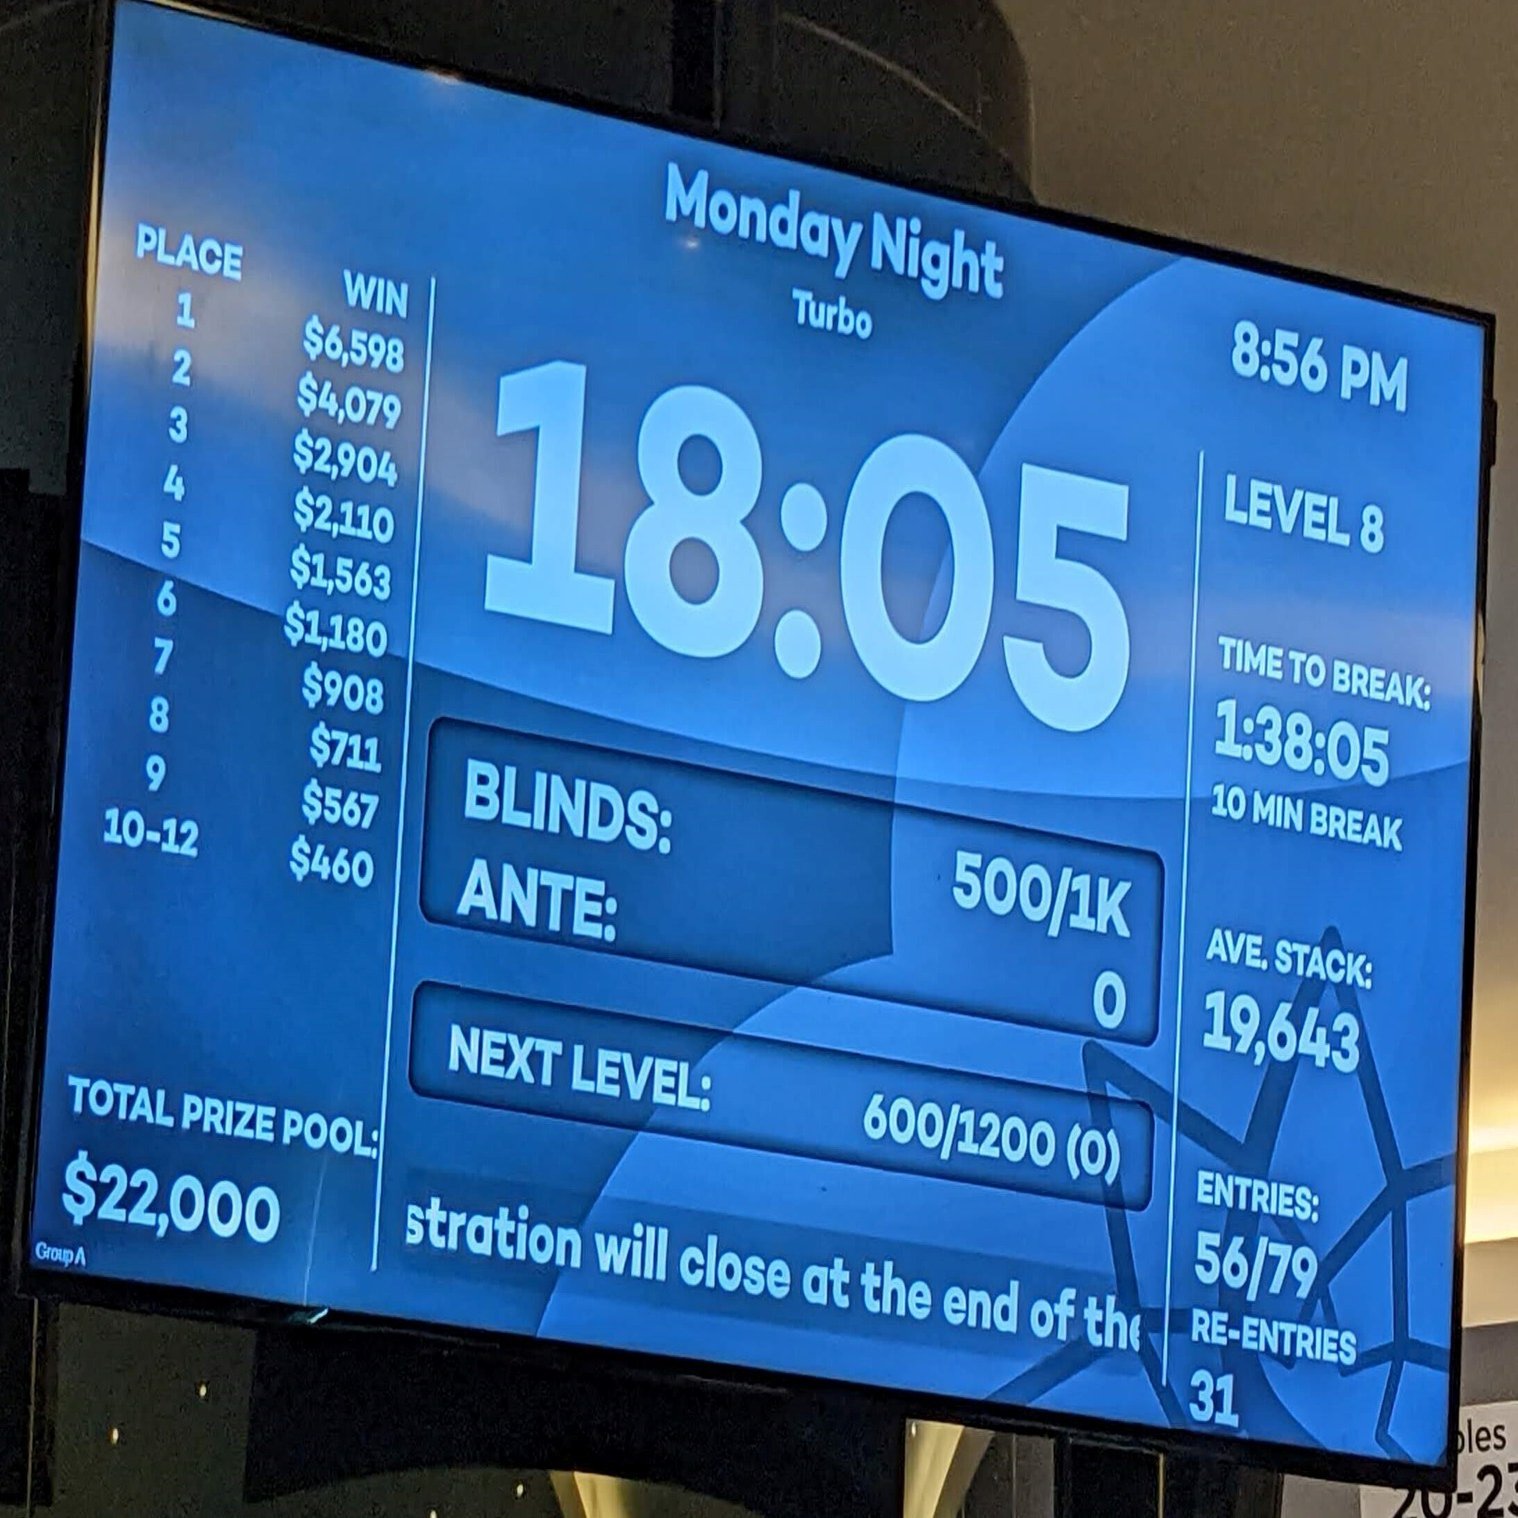 Monday Night
Turbo
8:56 PM
PLACE WIN
1 $6,598
2 $4,079
3 $2,904
4 $2,110
5 $1,563
6 $1,180
7 $908
8 $711
9 $567
10-12 $460
TOTAL PRIZE POOL:
$22,000
Group A
18:05
BLINDS: 500/1K
ANTE: 0
NEXT LEVEL: 600/1200 (0)
stration will close at the end of the
LEVEL 8
TIME TO BREAK:
1:38:05
10 MIN BREAK
AVE. STACK:
19,643
ENTRIES:
56/79
RE-ENTRIES
31
bles
20-23